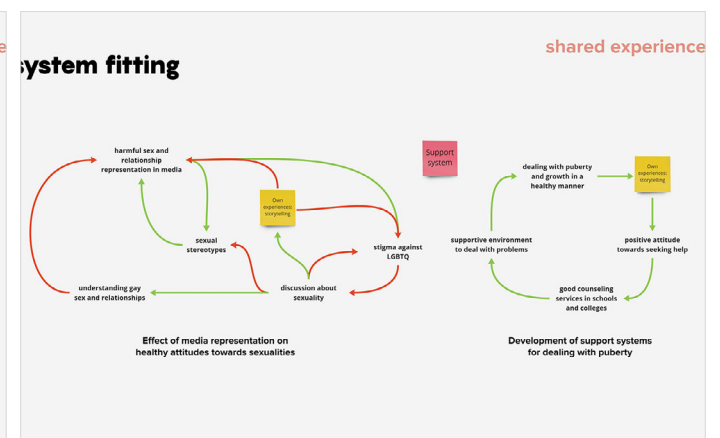 e
shared experience
ystem fitting
harmful sex and
relationship
representation in media
Own
experiences:
storytelling
sexual
stereotypes
stigma against
LGBTQ
understanding gay
sex and relationships
discussion about
sexuality
Effect of media representation on
healthy attitudes towards sexualities
Support
system
dealing with puberty
and growth in a
healthy manner
Own
experiences:
storytelling
supportive environment
to deal with problems
positive attitude
towards seeking help
good counseling
services in schools
and colleges
Development of support systems
for dealing with puberty